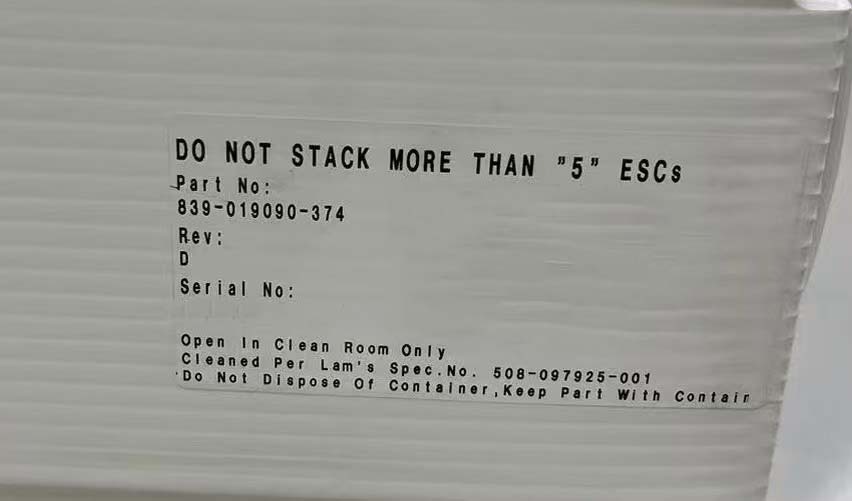 DO NOT STACK MORE THAN "5" ESCs
Part No:
839-019090-374
Rev:
D
Serial No:
Open In Clean Room Only
Cleaned Per Lam's Spec.No. 508-097925-001
Do Not Dispose Of Container,Keep Part With Contain